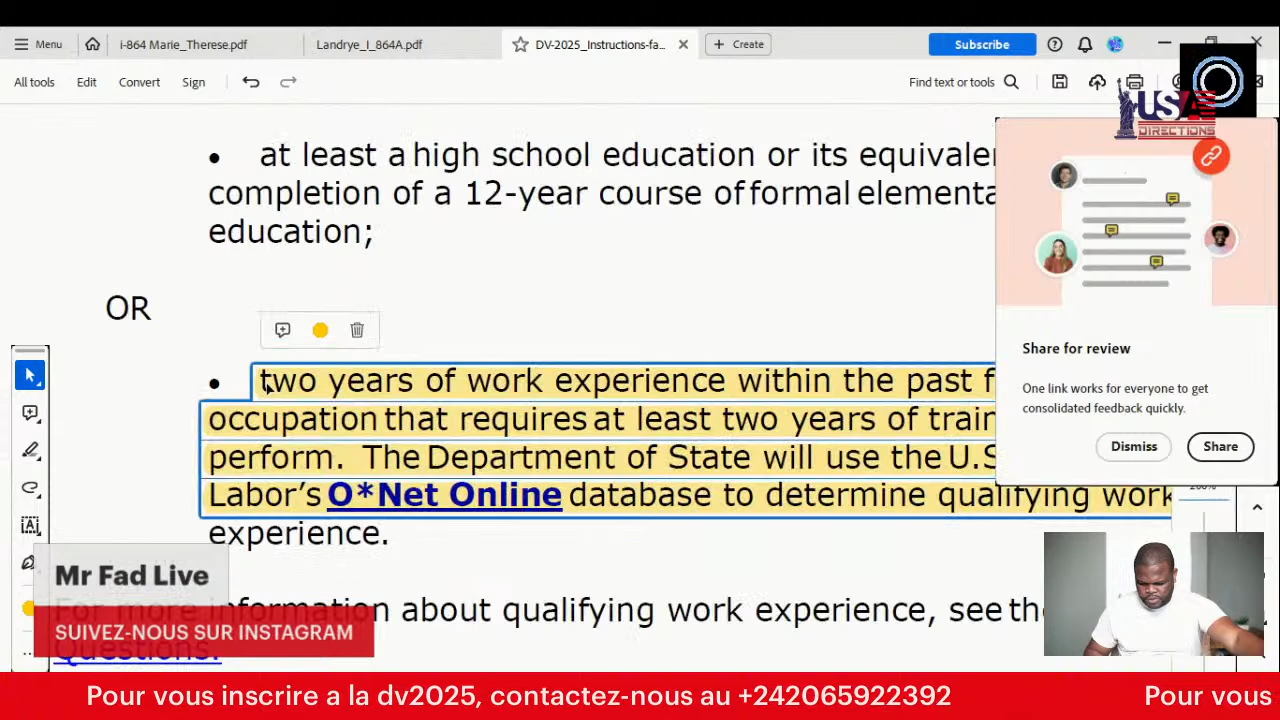 Menu
i-864 Marie_Therese.pdf
Landrye_I_864A.pdf
DV-2025_Instructions-fa...
Create
Subscribe
All tools
Edit
Convert
Sign
Find text or tools
USA
DIRECTIONS
• at least a high school education or its
completion of a 12-year course of formal
education;
OR
• two years of work experience within the past
occupation that requires at least two years of
perform. The Department of State will use the
Labor's O*Net Online database to determine qualifying work
experience.
For more information about qualifying work experience, see
Questions.
Share for review
One link works for everyone to get
consolidated feedback quickly.
Dismiss
Share
Mr Fad Live
SUIVEZ-NOUS SUR INSTAGRAM
Pour vous inscrire a la dv2025, contactez-nous au +242065922392
Pour vous